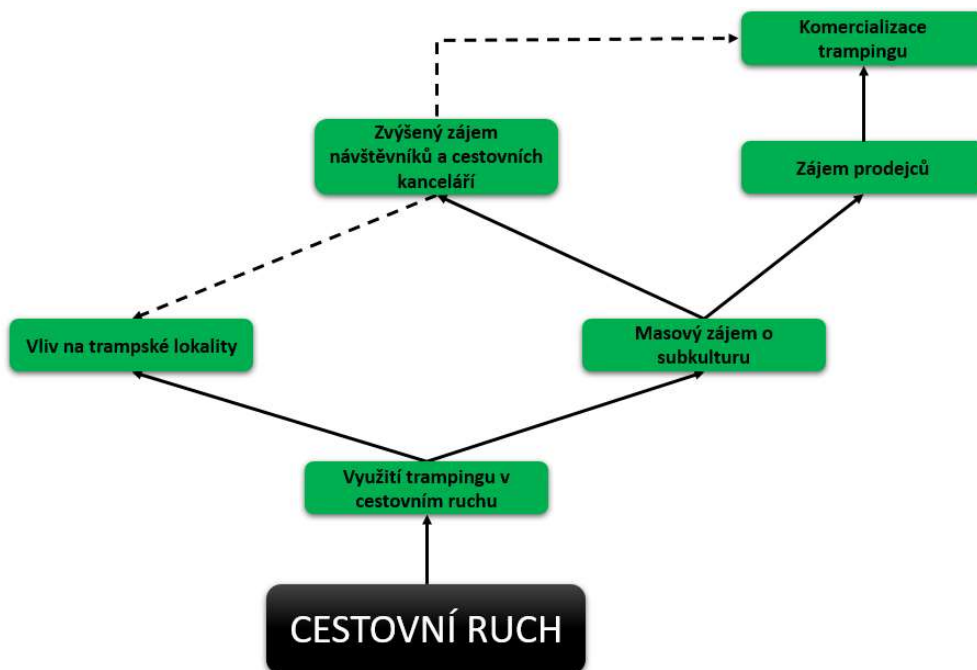 Komercializace
trampingu
Zvýšený zájem
návštěvníků a cestovních
kanceláří
Zájem prodejců
Vliv na trampské lokality
Masový zájem o
subkulturu
Využití trampingu v
cestovním ruchu
CESTOVNÍ RUCH